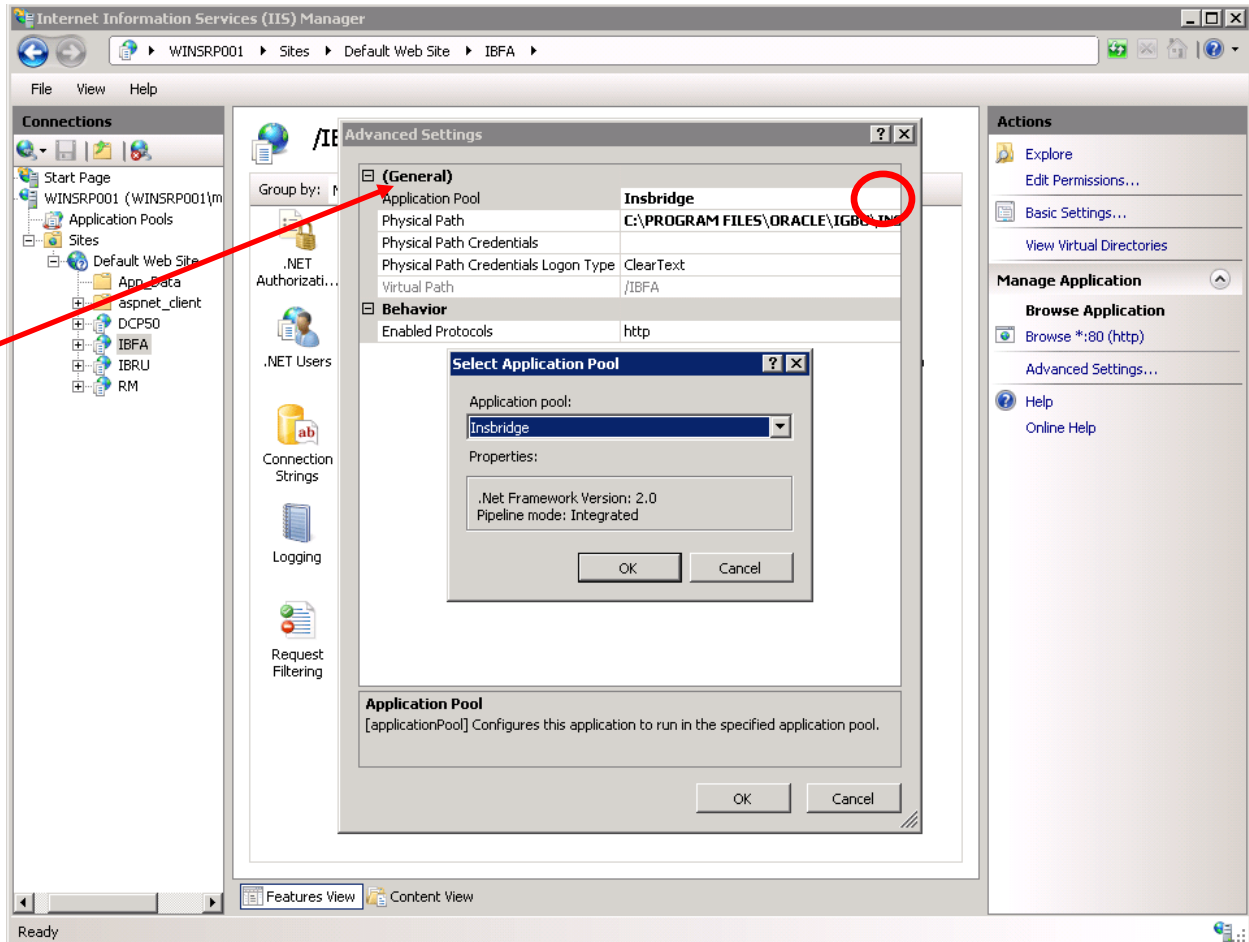 Internet Information Services (IIS) Manager
WINSRP001 Sites Default Web Site IBFA
File View Help
Connections
Start Page
WINSRP001 (WINSRP001\m
Application Pools
Sites
Default Web Site
App_Data
aspnet_client
DCP50
IBFA
IBRU
RM
/IB
Group by:
.NET
Authorizati...
.NET Users
Connection
Strings
Logging
Request
Filtering
Advanced Settings
(General)
Application Pool Insbridge
Physical Path C:\PROGRAM FILES\ORACLE\IGBU\INS
Physical Path Credentials
Physical Path Credentials Logon Type ClearText
Virtual Path /IBFA
Behavior
Enabled Protocols http
Select Application Pool
Application pool:
Insbridge
Properties:
.Net Framework Version: 2.0
Pipeline mode: Integrated
OK Cancel
Application Pool
[applicationPool] Configures this application to run in the specified application pool.
OK Cancel
Features View Content View
Actions
Explore
Edit Permissions...
Basic Settings...
View Virtual Directories
Manage Application
Browse Application
Browse *:80 (http)
Advanced Settings...
Help
Online Help
Ready